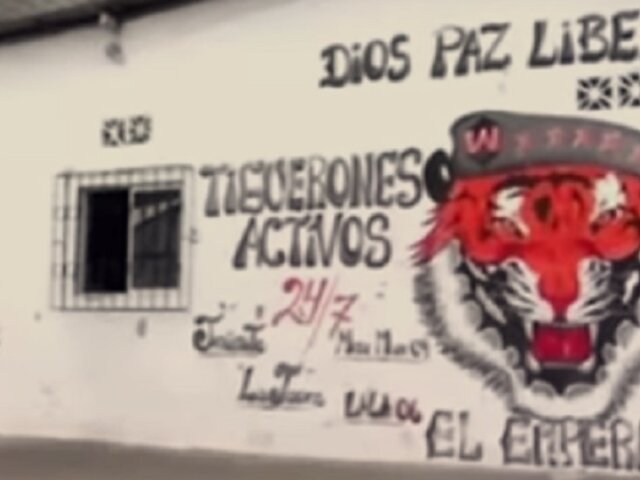 DIOS PAZ LIBE
W
TIGUERONES
ACTIVOS
24/7
EL EMPER